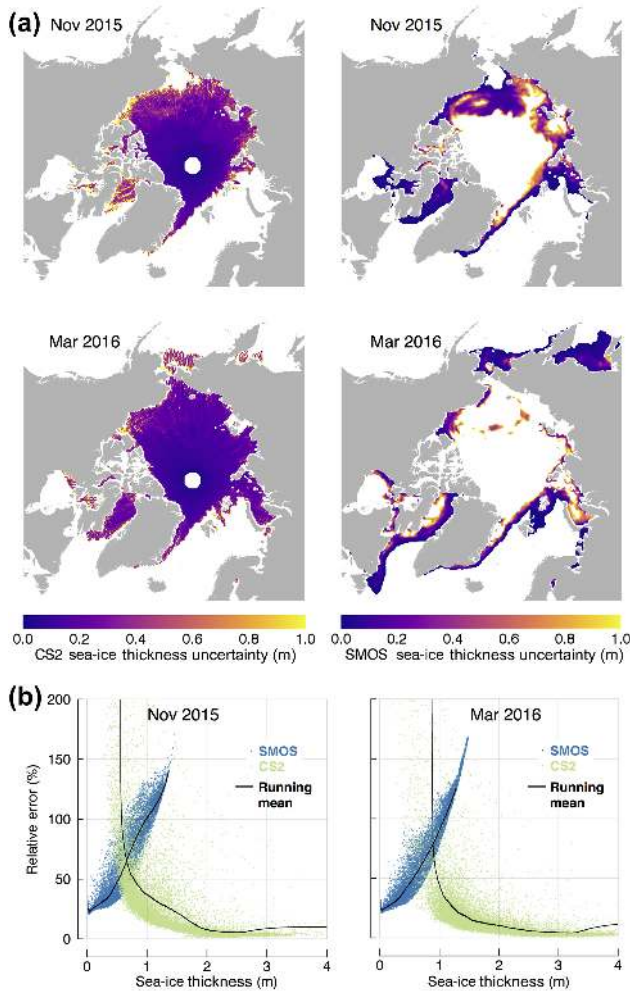 (a)
Nov 2015
Nov 2015
Mar 2016
Mar 2016
0.0 0.2 0.4 0.6 0.8 1.0
CS2 sea-ice thickness uncertainty (m)
0.0 0.2 0.4 0.6 0.8 1.0
SMOS sea-ice thickness uncertainty (m)
(b)
200
150
100
50
0
Relative error (%)
Nov 2015
SMOS
CS2
Running
mean
0 1 2 3 4
Sea-ice thickness (m)
Mar 2016
SMOS
CS2
Running
mean
0 1 2 3 4
Sea-ice thickness (m)